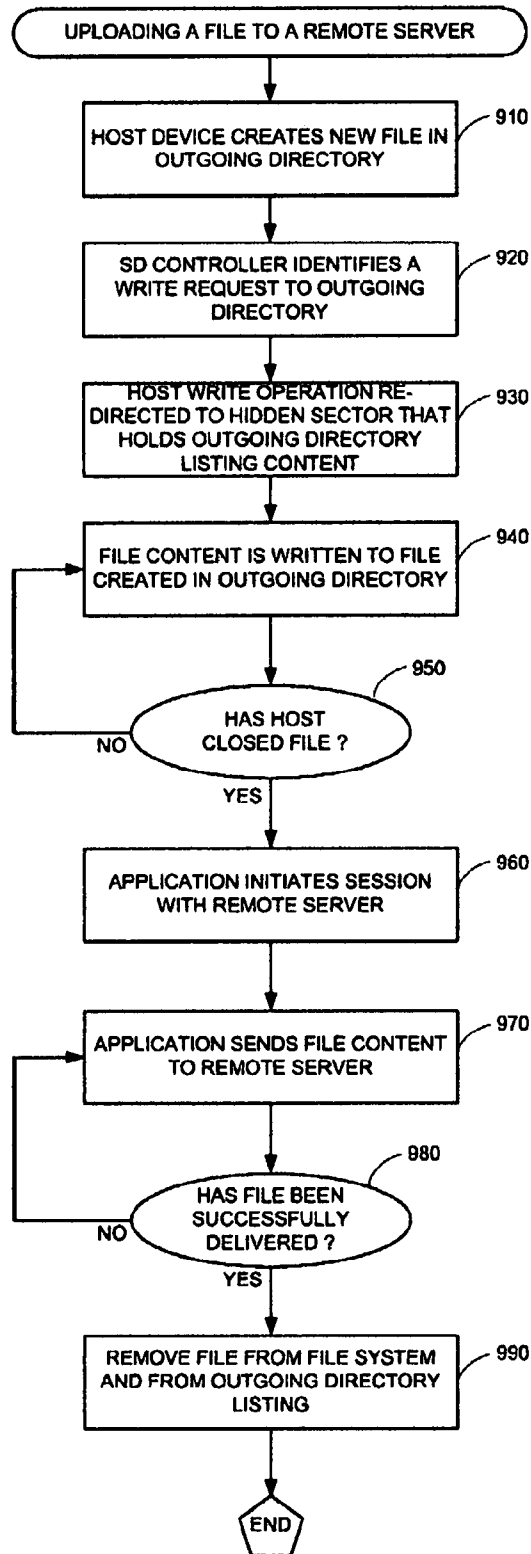 UPLOADING A FILE TO A REMOTE SERVER
910
HOST DEVICE CREATES NEW FILE IN
OUTGOING DIRECTORY
920
SD CONTROLLER IDENTIFIES A
WRITE REQUEST TO OUTGOING
DIRECTORY
930
HOST WRITE OPERATION RE-
DIRECTED TO HIDDEN SECTOR THAT
HOLDS OUTGOING DIRECTORY
LISTING CONTENT
940
FILE CONTENT IS WRITTEN TO FILE
CREATED IN OUTGOING DIRECTORY
950
HAS HOST
CLOSED FILE ?
NO
YES
960
APPLICATION INITIATES SESSION
WITH REMOTE SERVER
970
APPLICATION SENDS FILE CONTENT
TO REMOTE SERVER
980
HAS FILE BEEN
SUCCESSFULLY
DELIVERED ?
NO
YES
990
REMOVE FILE FROM FILE SYSTEM
AND FROM OUTGOING DIRECTORY
LISTING
END